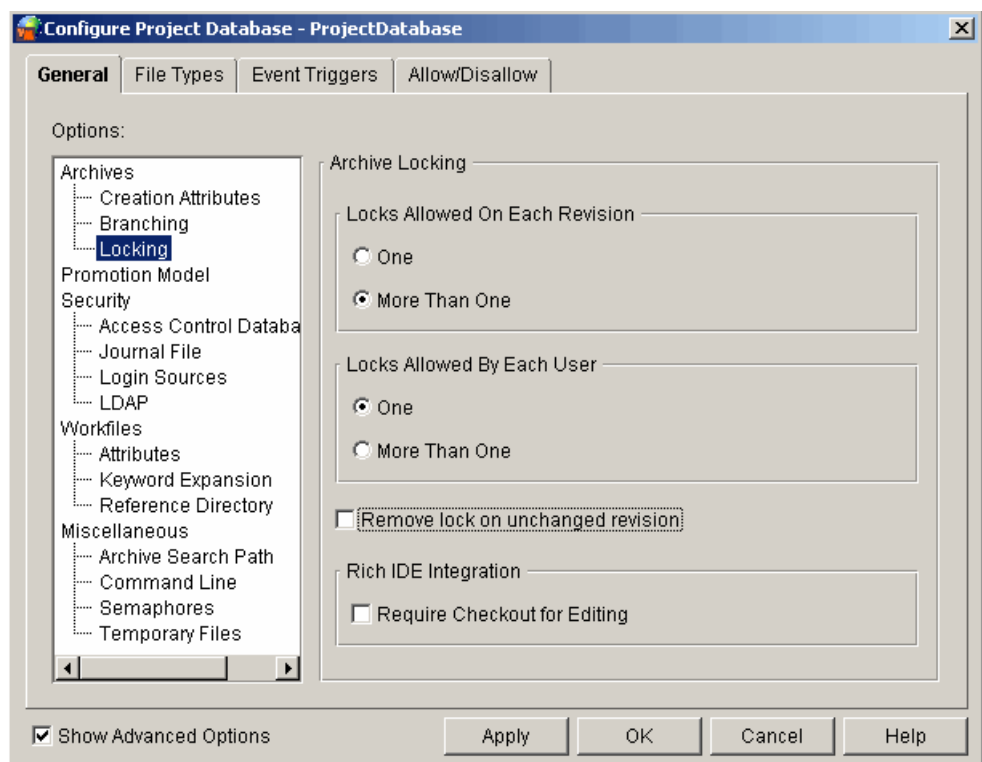 Configure Project Database - ProjectDatabase
General File Types Event Triggers Allow/Disallow
Options:
Archives
Creation Attributes
Branching
Locking
Promotion Model
Security
Access Control Databa
Journal File
Login Sources
LDAP
Workfiles
Attributes
Keyword Expansion
Reference Directory
Miscellaneous
Archive Search Path
Command Line
Semaphores
Temporary Files
Archive Locking
Locks Allowed On Each Revision
One
More Than One
Locks Allowed By Each User
One
More Than One
Remove lock on unchanged revision
Rich IDE Integration
Require Checkout for Editing
Show Advanced Options
Apply OK Cancel Help